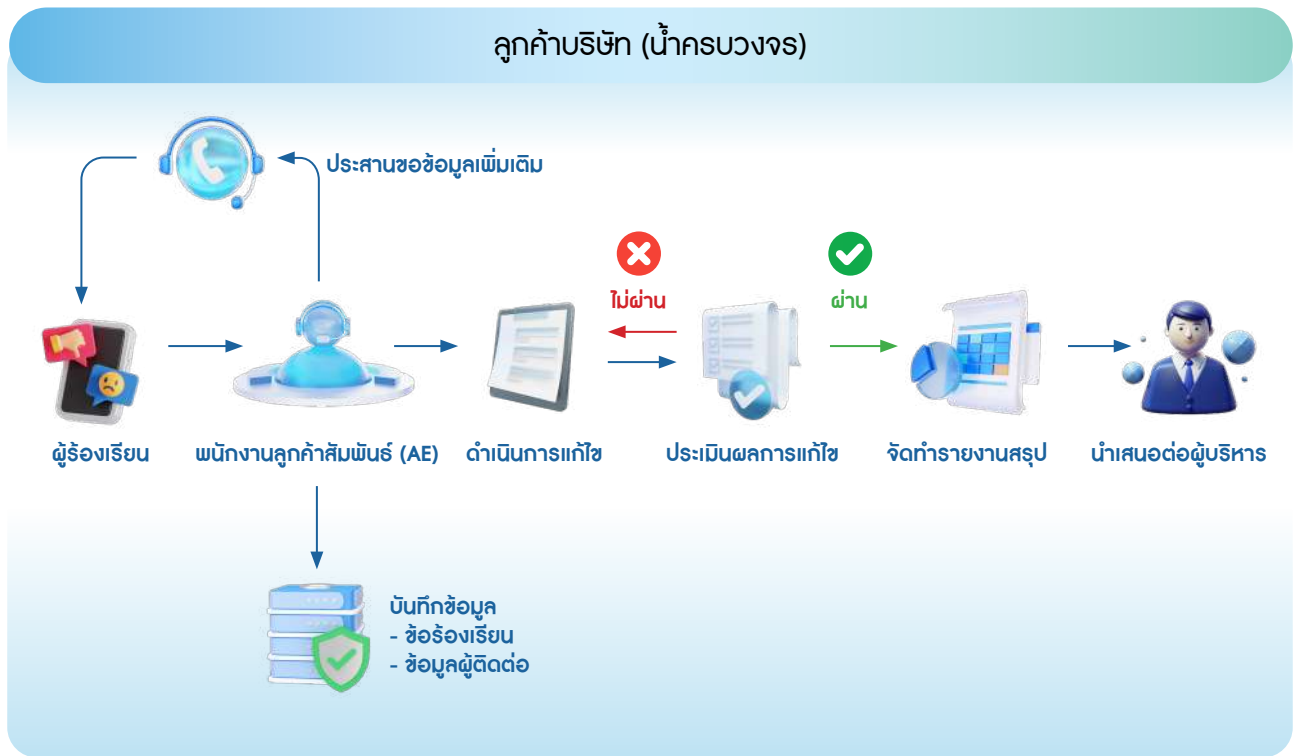 ลูกค้าบริษัท (น้ำครบวงจร)
ประสานขอข้อมูลเพิ่มเติม
ไม่ผ่าน
ผ่าน
ผู้ร้องเรียน
พนักงานลูกค้าสัมพันธ์ (AE)
ดำเนินการแก้ไข
ประเมินผลการแก้ไข
จัดทำรายงานสรุป
นำเสนอต่อผู้บริหาร
บันทึกข้อมูล
- ข้อร้องเรียน
- ข้อมูลผู้ติดต่อ